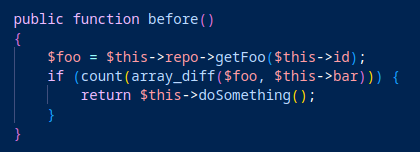 public function before()
{
    $foo = $this->repo->getFoo($this->id);
    if (count(array_diff($foo, $this->bar))) {
        return $this->doSomething();
    }
}